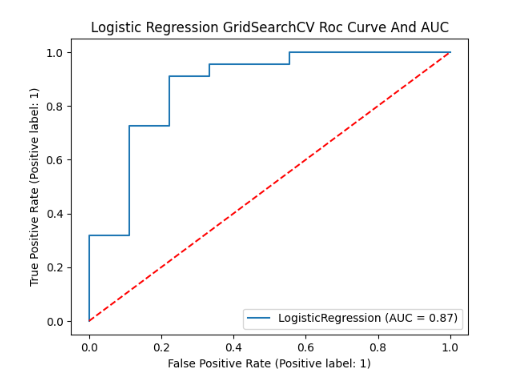 Logistic Regression GridSearchCV Roc Curve And AUC
1.0
0.8
0.6
0.4
0.2
0.0
True Positive Rate (Positive label: 1)
LogisticRegression (AUC = 0.87)
0.0 0.2 0.4 0.6 0.8 1.0
False Positive Rate (Positive label: 1)